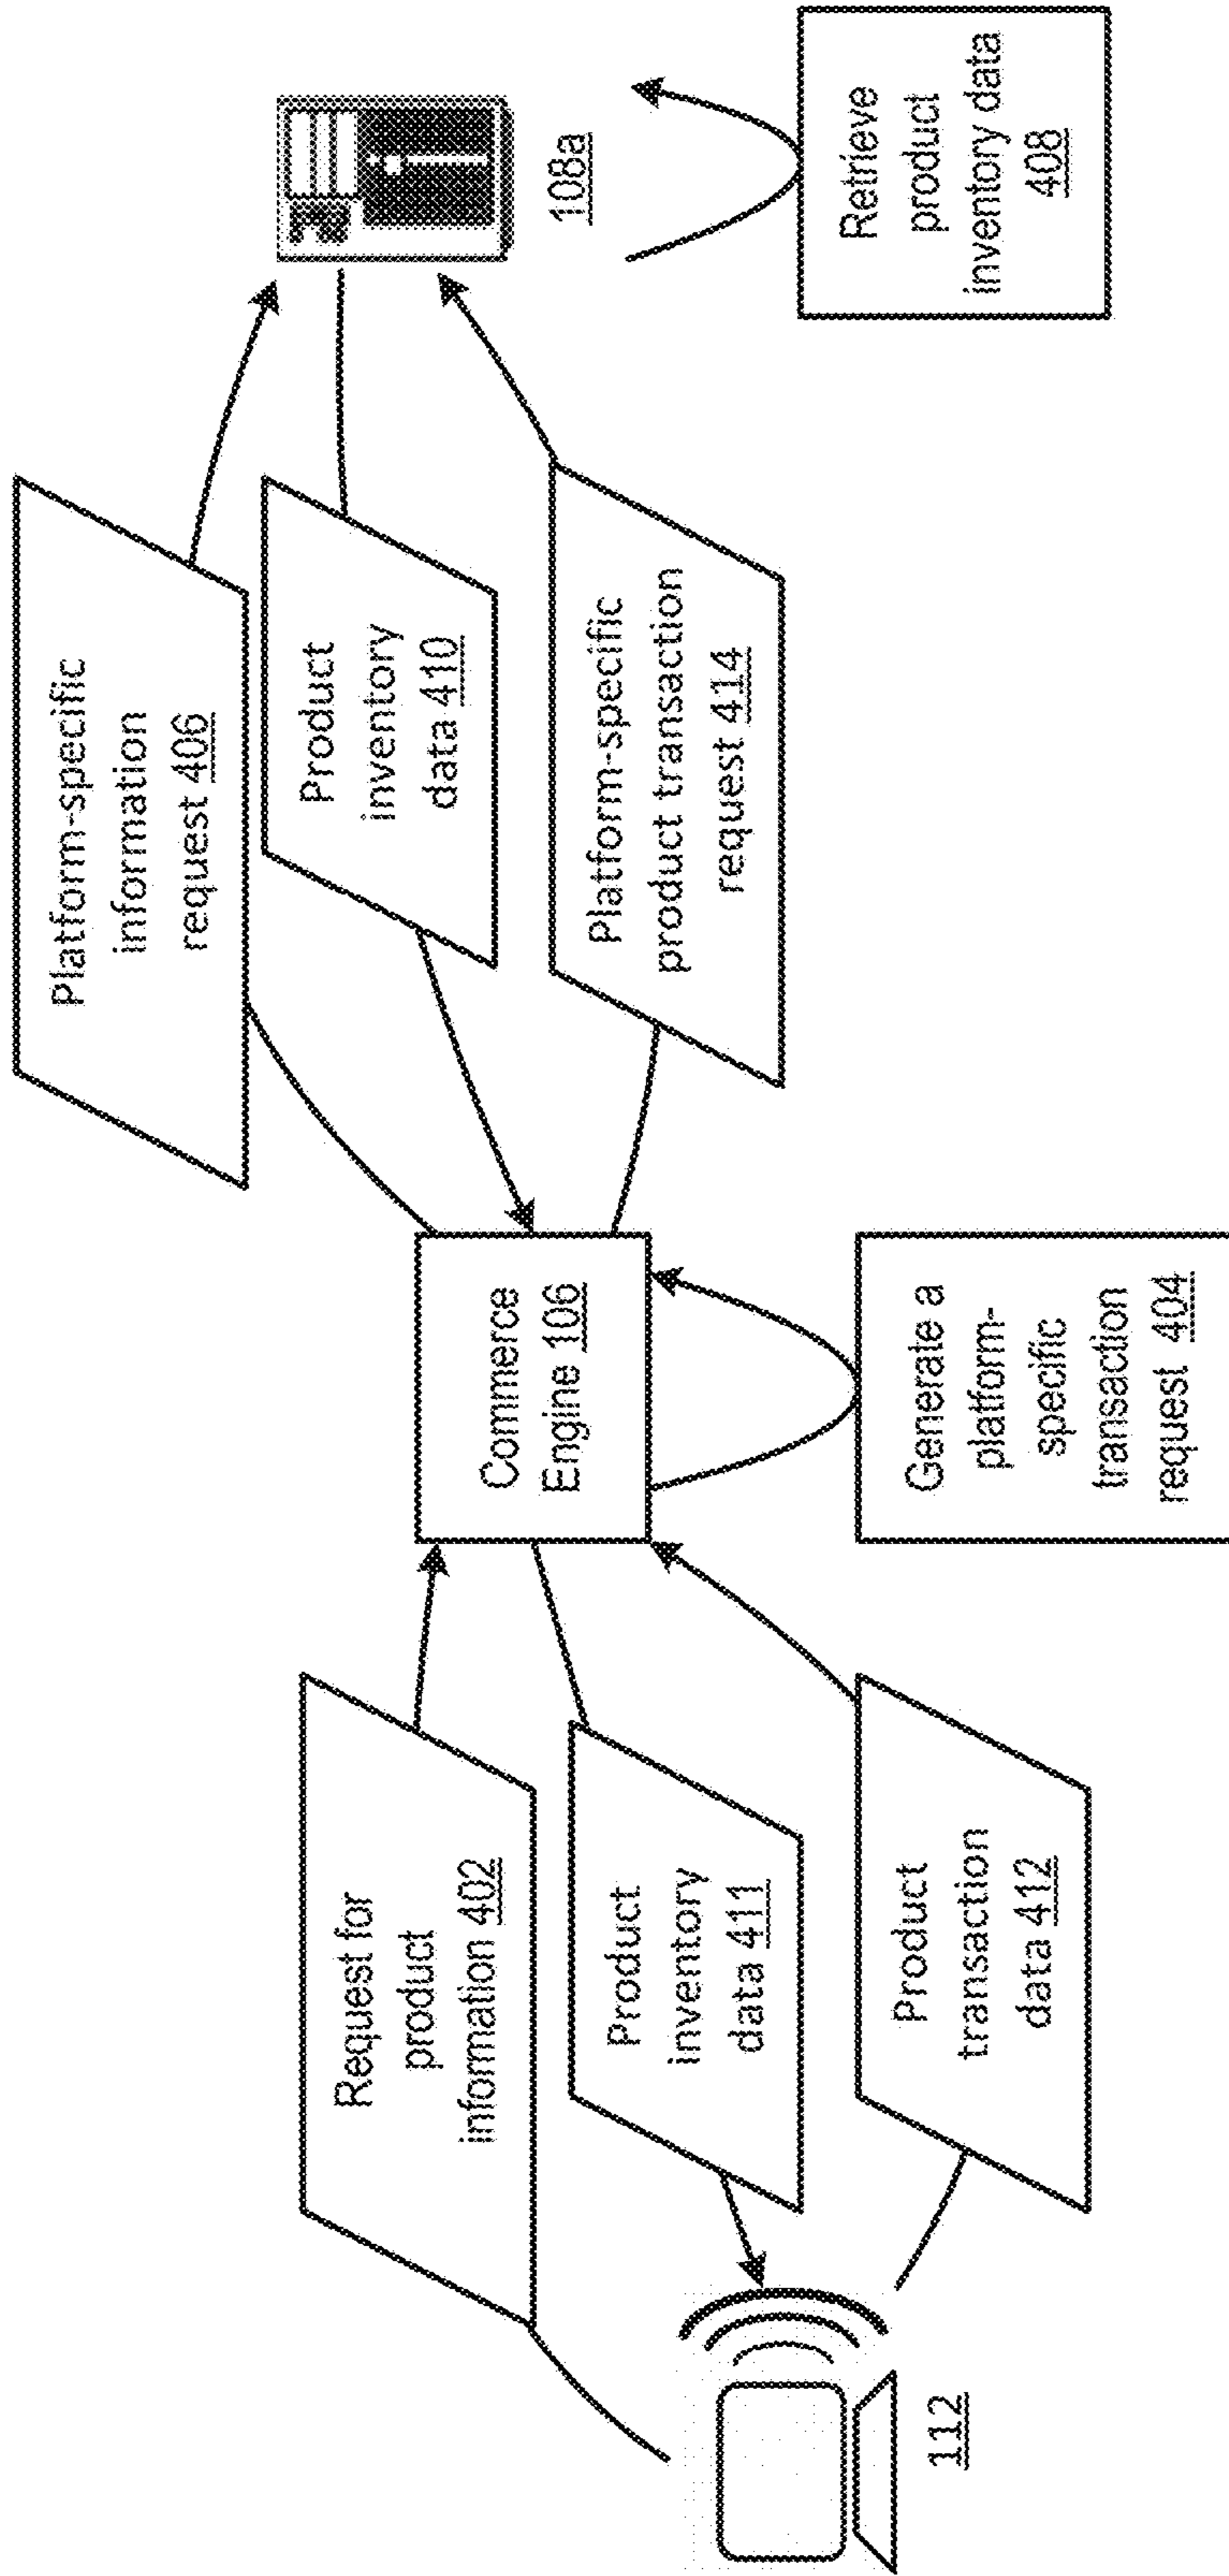 Platform-specific
information
request 406
Product
inventory
data 410
Platform-specific
product transaction
request 414
108a
Retrieve
product
inventory data
408
Commerce
Engine 106
Generate a
platform-
specific
transaction
request 404
Request for
product
information 402
Product
inventory
data 411
Product
transaction
data 412
112